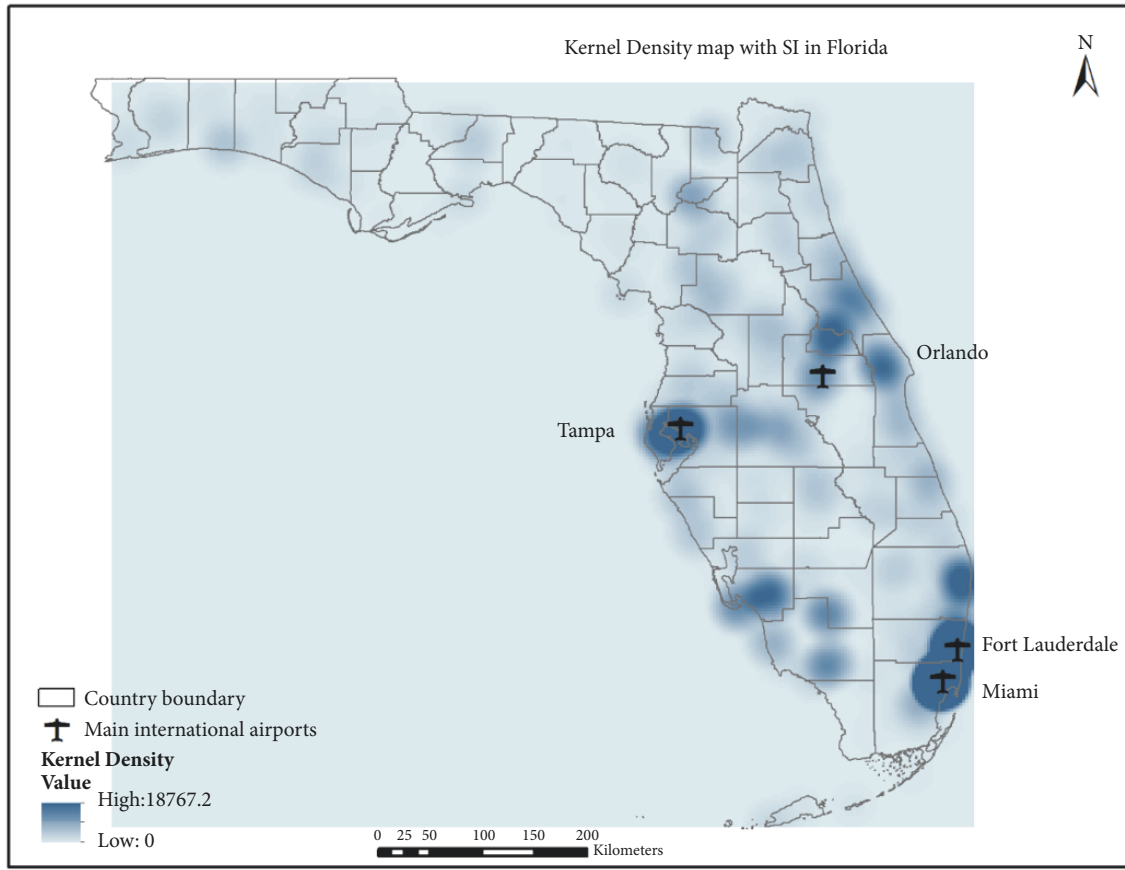 Kernel Density map with SI in Florida
N
Orlando
Tampa
Fort Lauderdale
Miami
Country boundary
Main international airports
Kernel Density
Value
High:18767.2
Low: 0
0 25 50 100 150 200
Kilometers